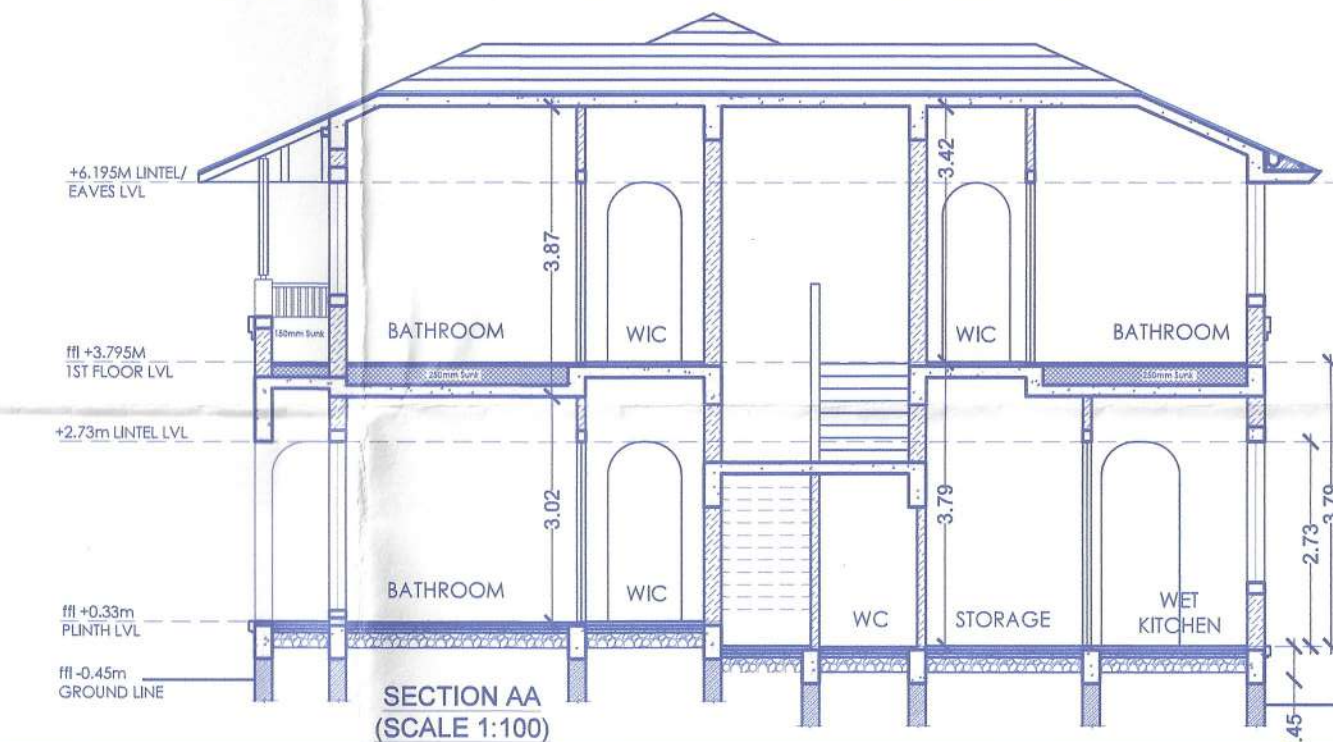 +6.195M LINTEL/
EAVES LVL
3.87
3.42
BATHROOM
WIC
WIC
BATHROOM
150mm Sunk
ffl +3.795M
1ST FLOOR LVL
250mm Sunk
250mm Sunk
+2.73m LINTEL LVL
3.02
3.79
2.73
3.79
BATHROOM
WIC
WC
STORAGE
WET
KITCHEN
ffl +0.33m
PLINTH LVL
ffl -0.45m
GROUND LINE
.45
SECTION AA
(SCALE 1:100)